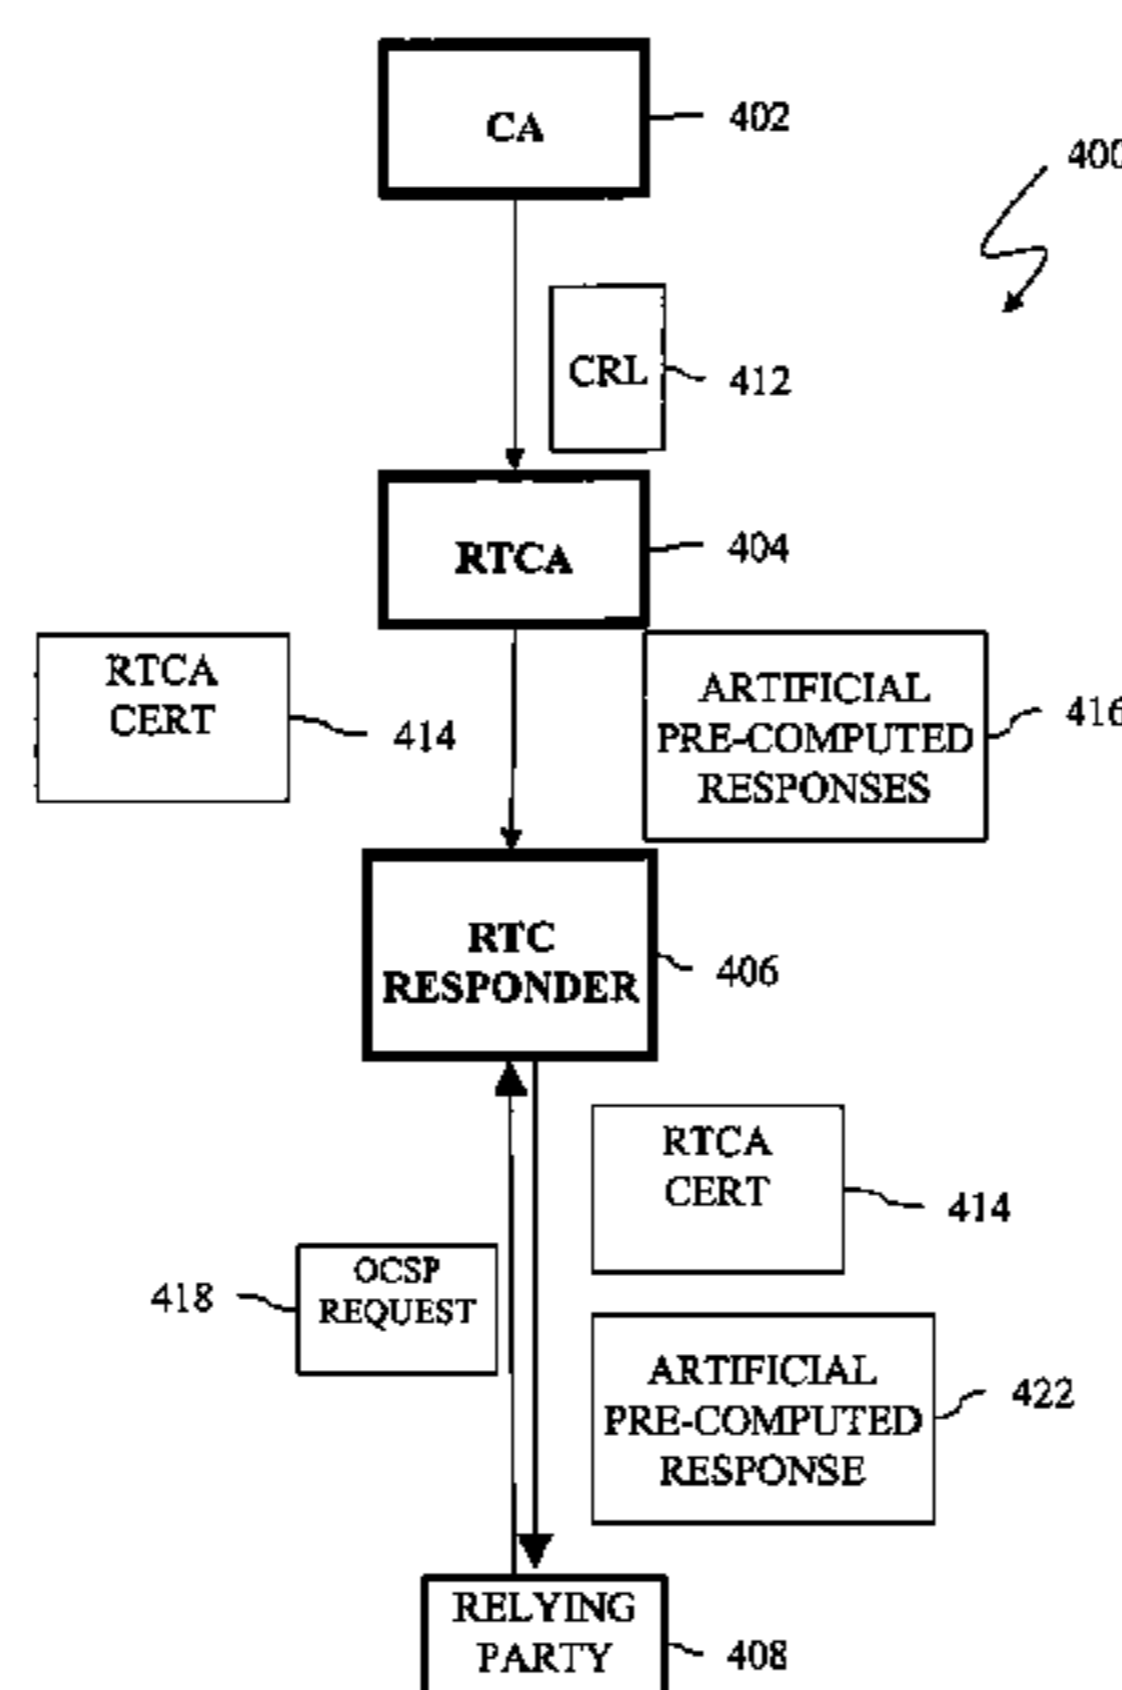 CA
402
400
CRL
412
RTCA
404
RTCA
CERT
414
ARTIFICIAL
PRE-COMPUTED
RESPONSES
416
RTC
RESPONDER
406
RTCA
CERT
414
OCSP
REQUEST
418
ARTIFICIAL
PRE-COMPUTED
RESPONSE
422
RELYING
PARTY
408